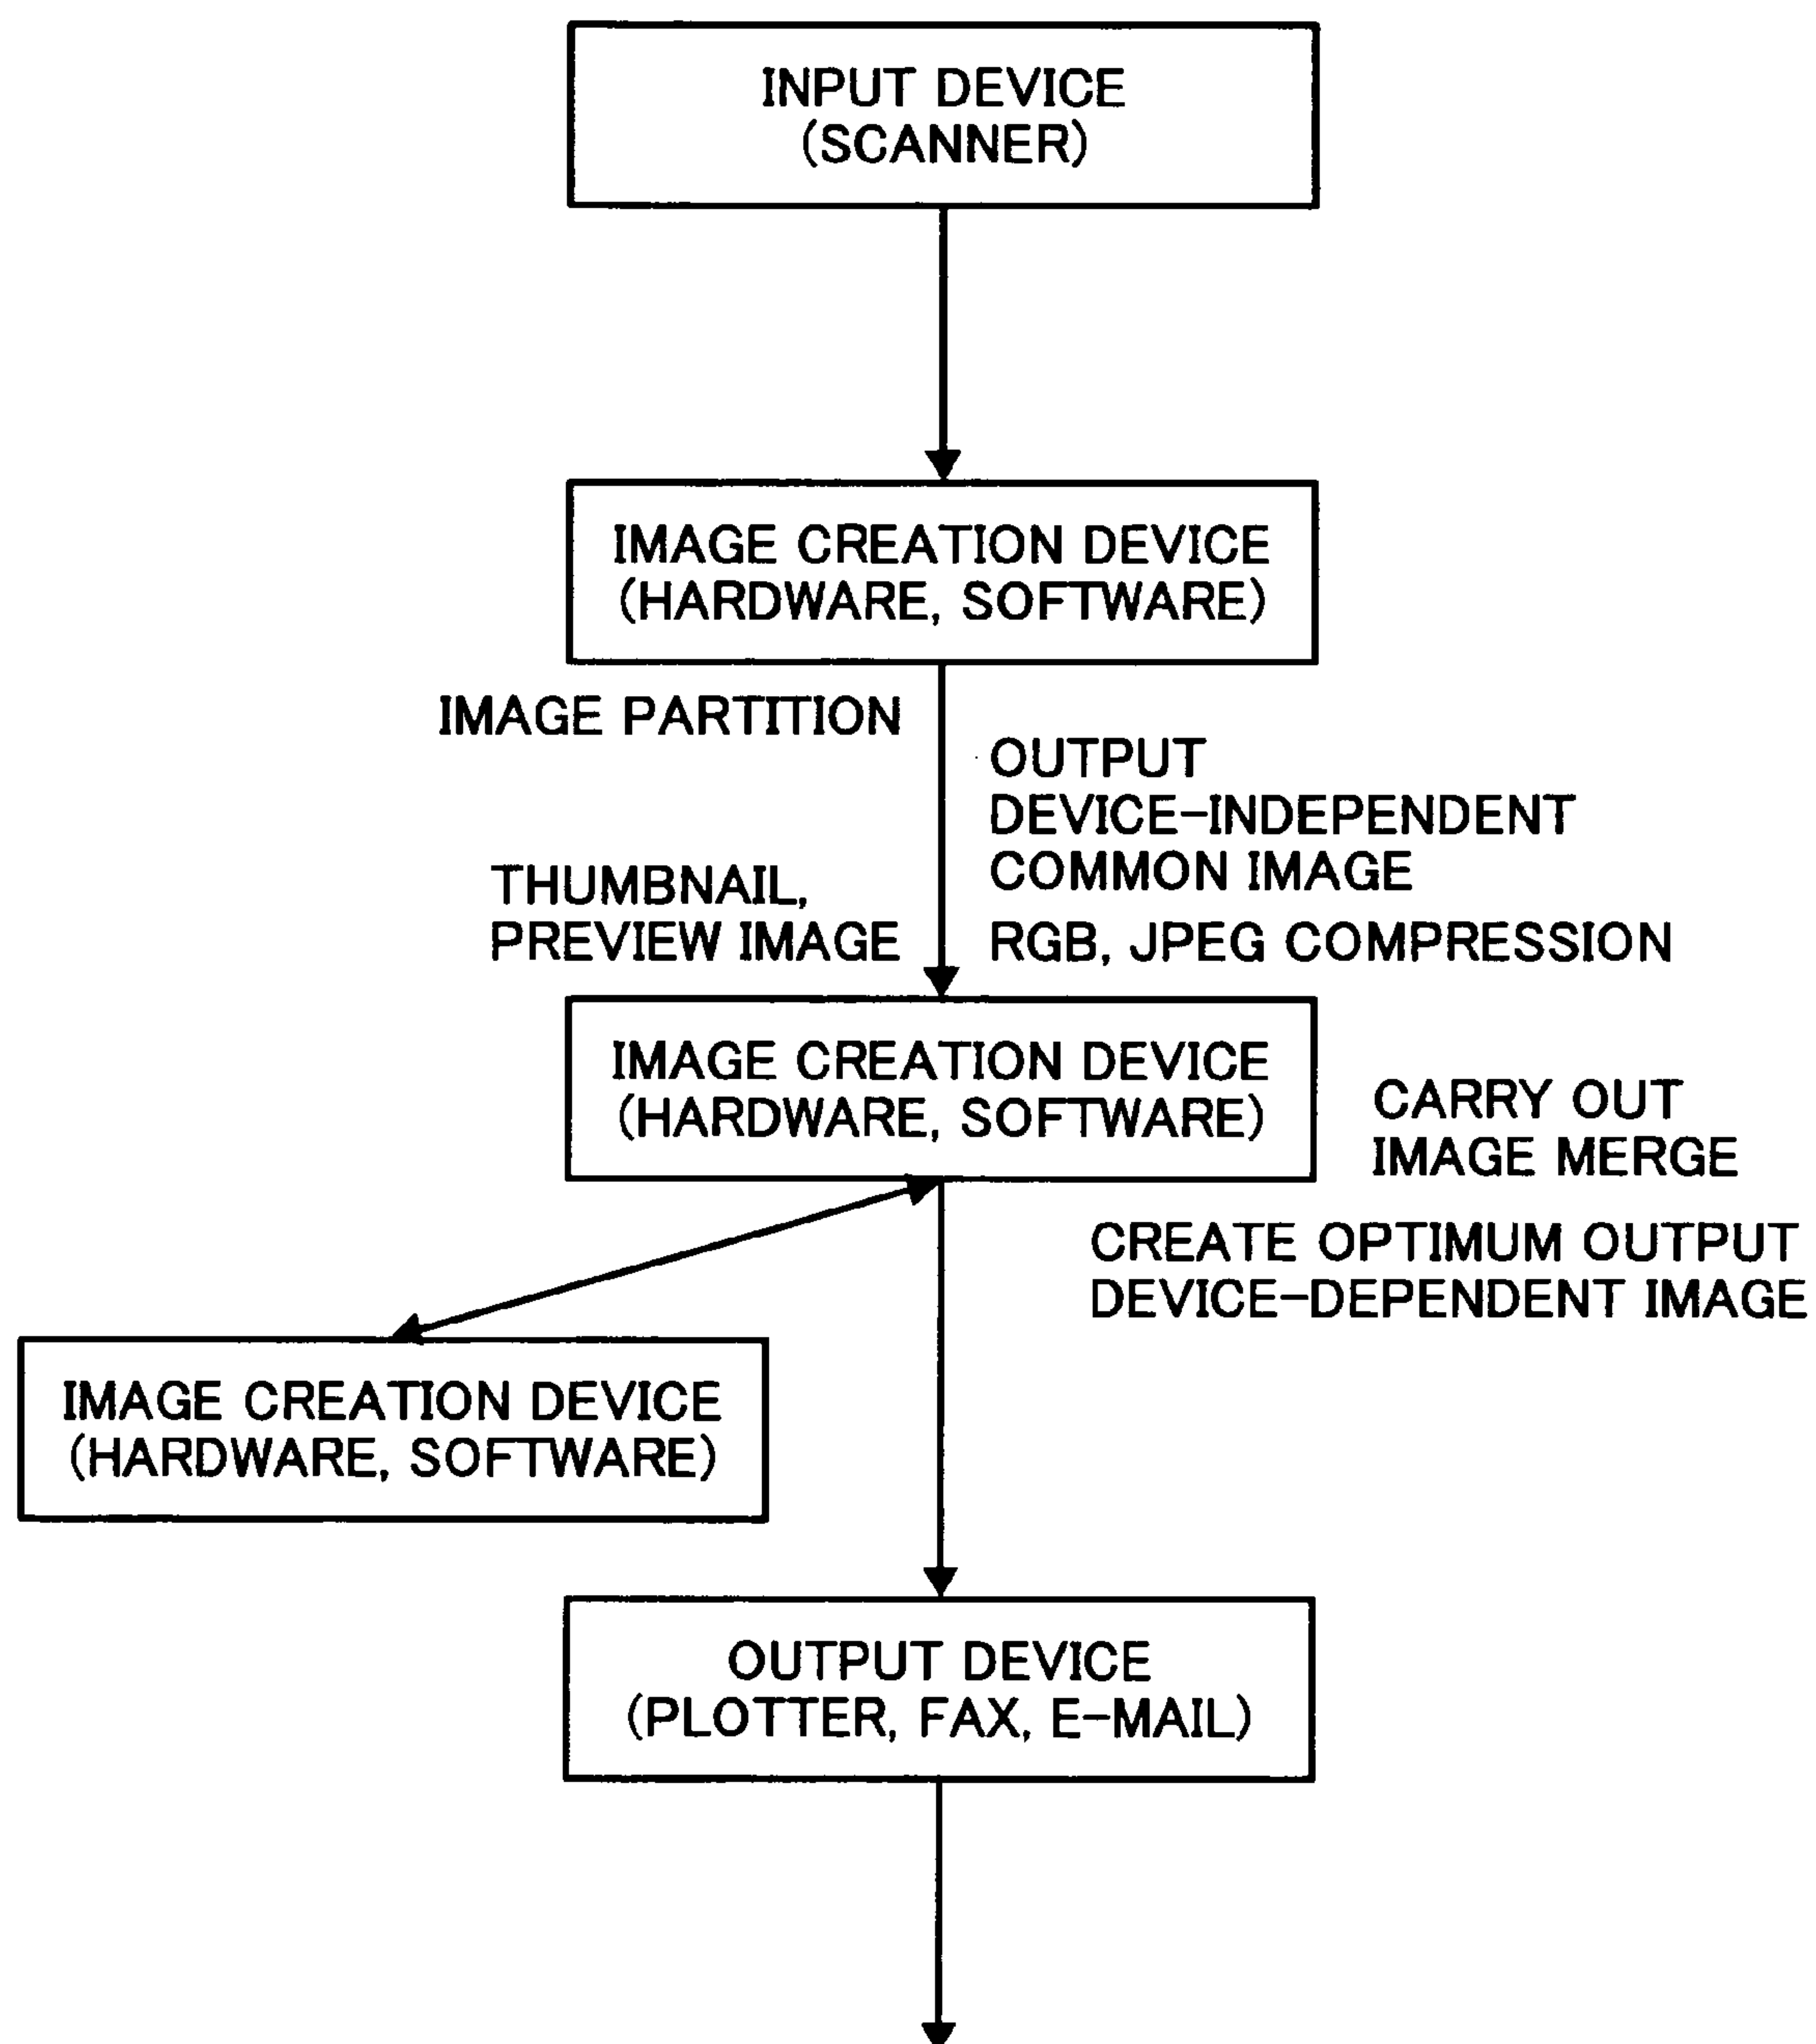 INPUT DEVICE
(SCANNER)
IMAGE CREATION DEVICE
(HARDWARE, SOFTWARE)
IMAGE PARTITION
OUTPUT
DEVICE-INDEPENDENT
COMMON IMAGE
RGB, JPEG COMPRESSION
THUMBNAIL,
PREVIEW IMAGE
IMAGE CREATION DEVICE
(HARDWARE, SOFTWARE)
CARRY OUT
IMAGE MERGE
CREATE OPTIMUM OUTPUT
DEVICE-DEPENDENT IMAGE
IMAGE CREATION DEVICE
(HARDWARE, SOFTWARE)
OUTPUT DEVICE
(PLOTTER, FAX, E-MAIL)